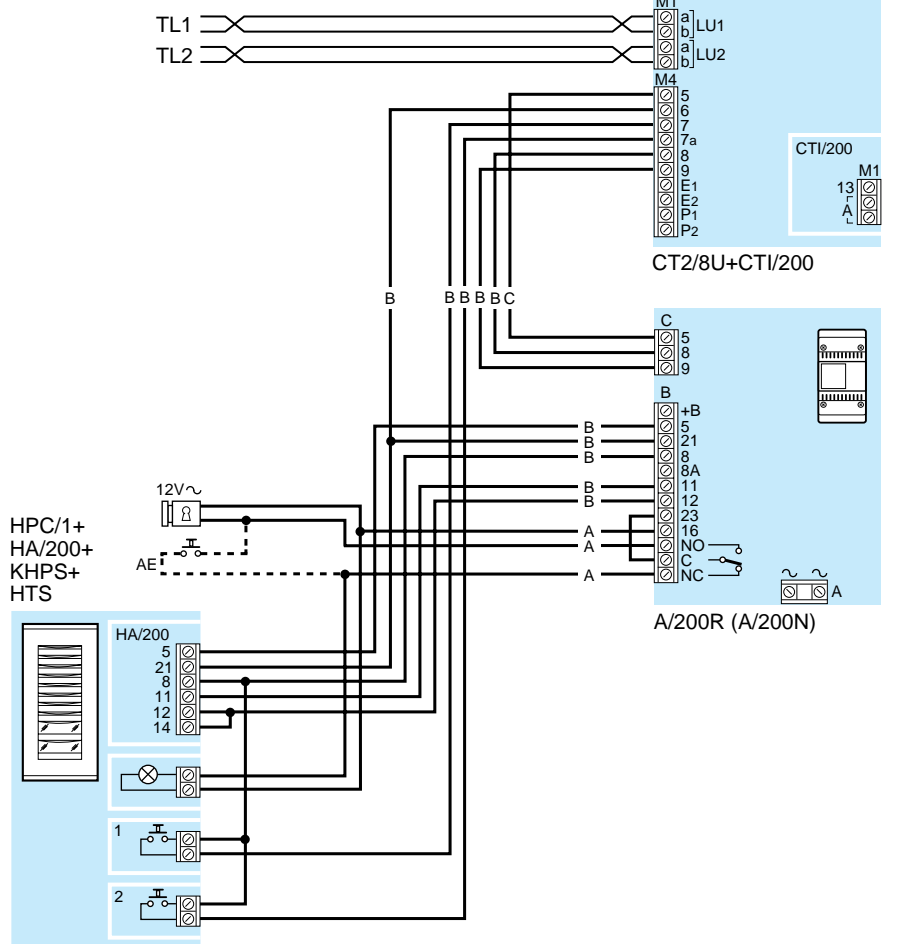 M1
TL1
a
b
LU1
TL2
a
b
LU2
M4
5
6
7
7a
8
9
E1
E2
P1
P2
CTI/200
M1
13
A
CT2/8U+CTI/200
B B B B B C
C
5
8
9
B
+B
5
21
8
8A
11
12
23
16
NO
C
NC
B
B
B
B
B
A
A
A
A
A/200R (A/200N)
12V~
AE
HPC/1+
HA/200+
KHPS+
HTS
HA/200
5
21
8
11
12
14
1
2